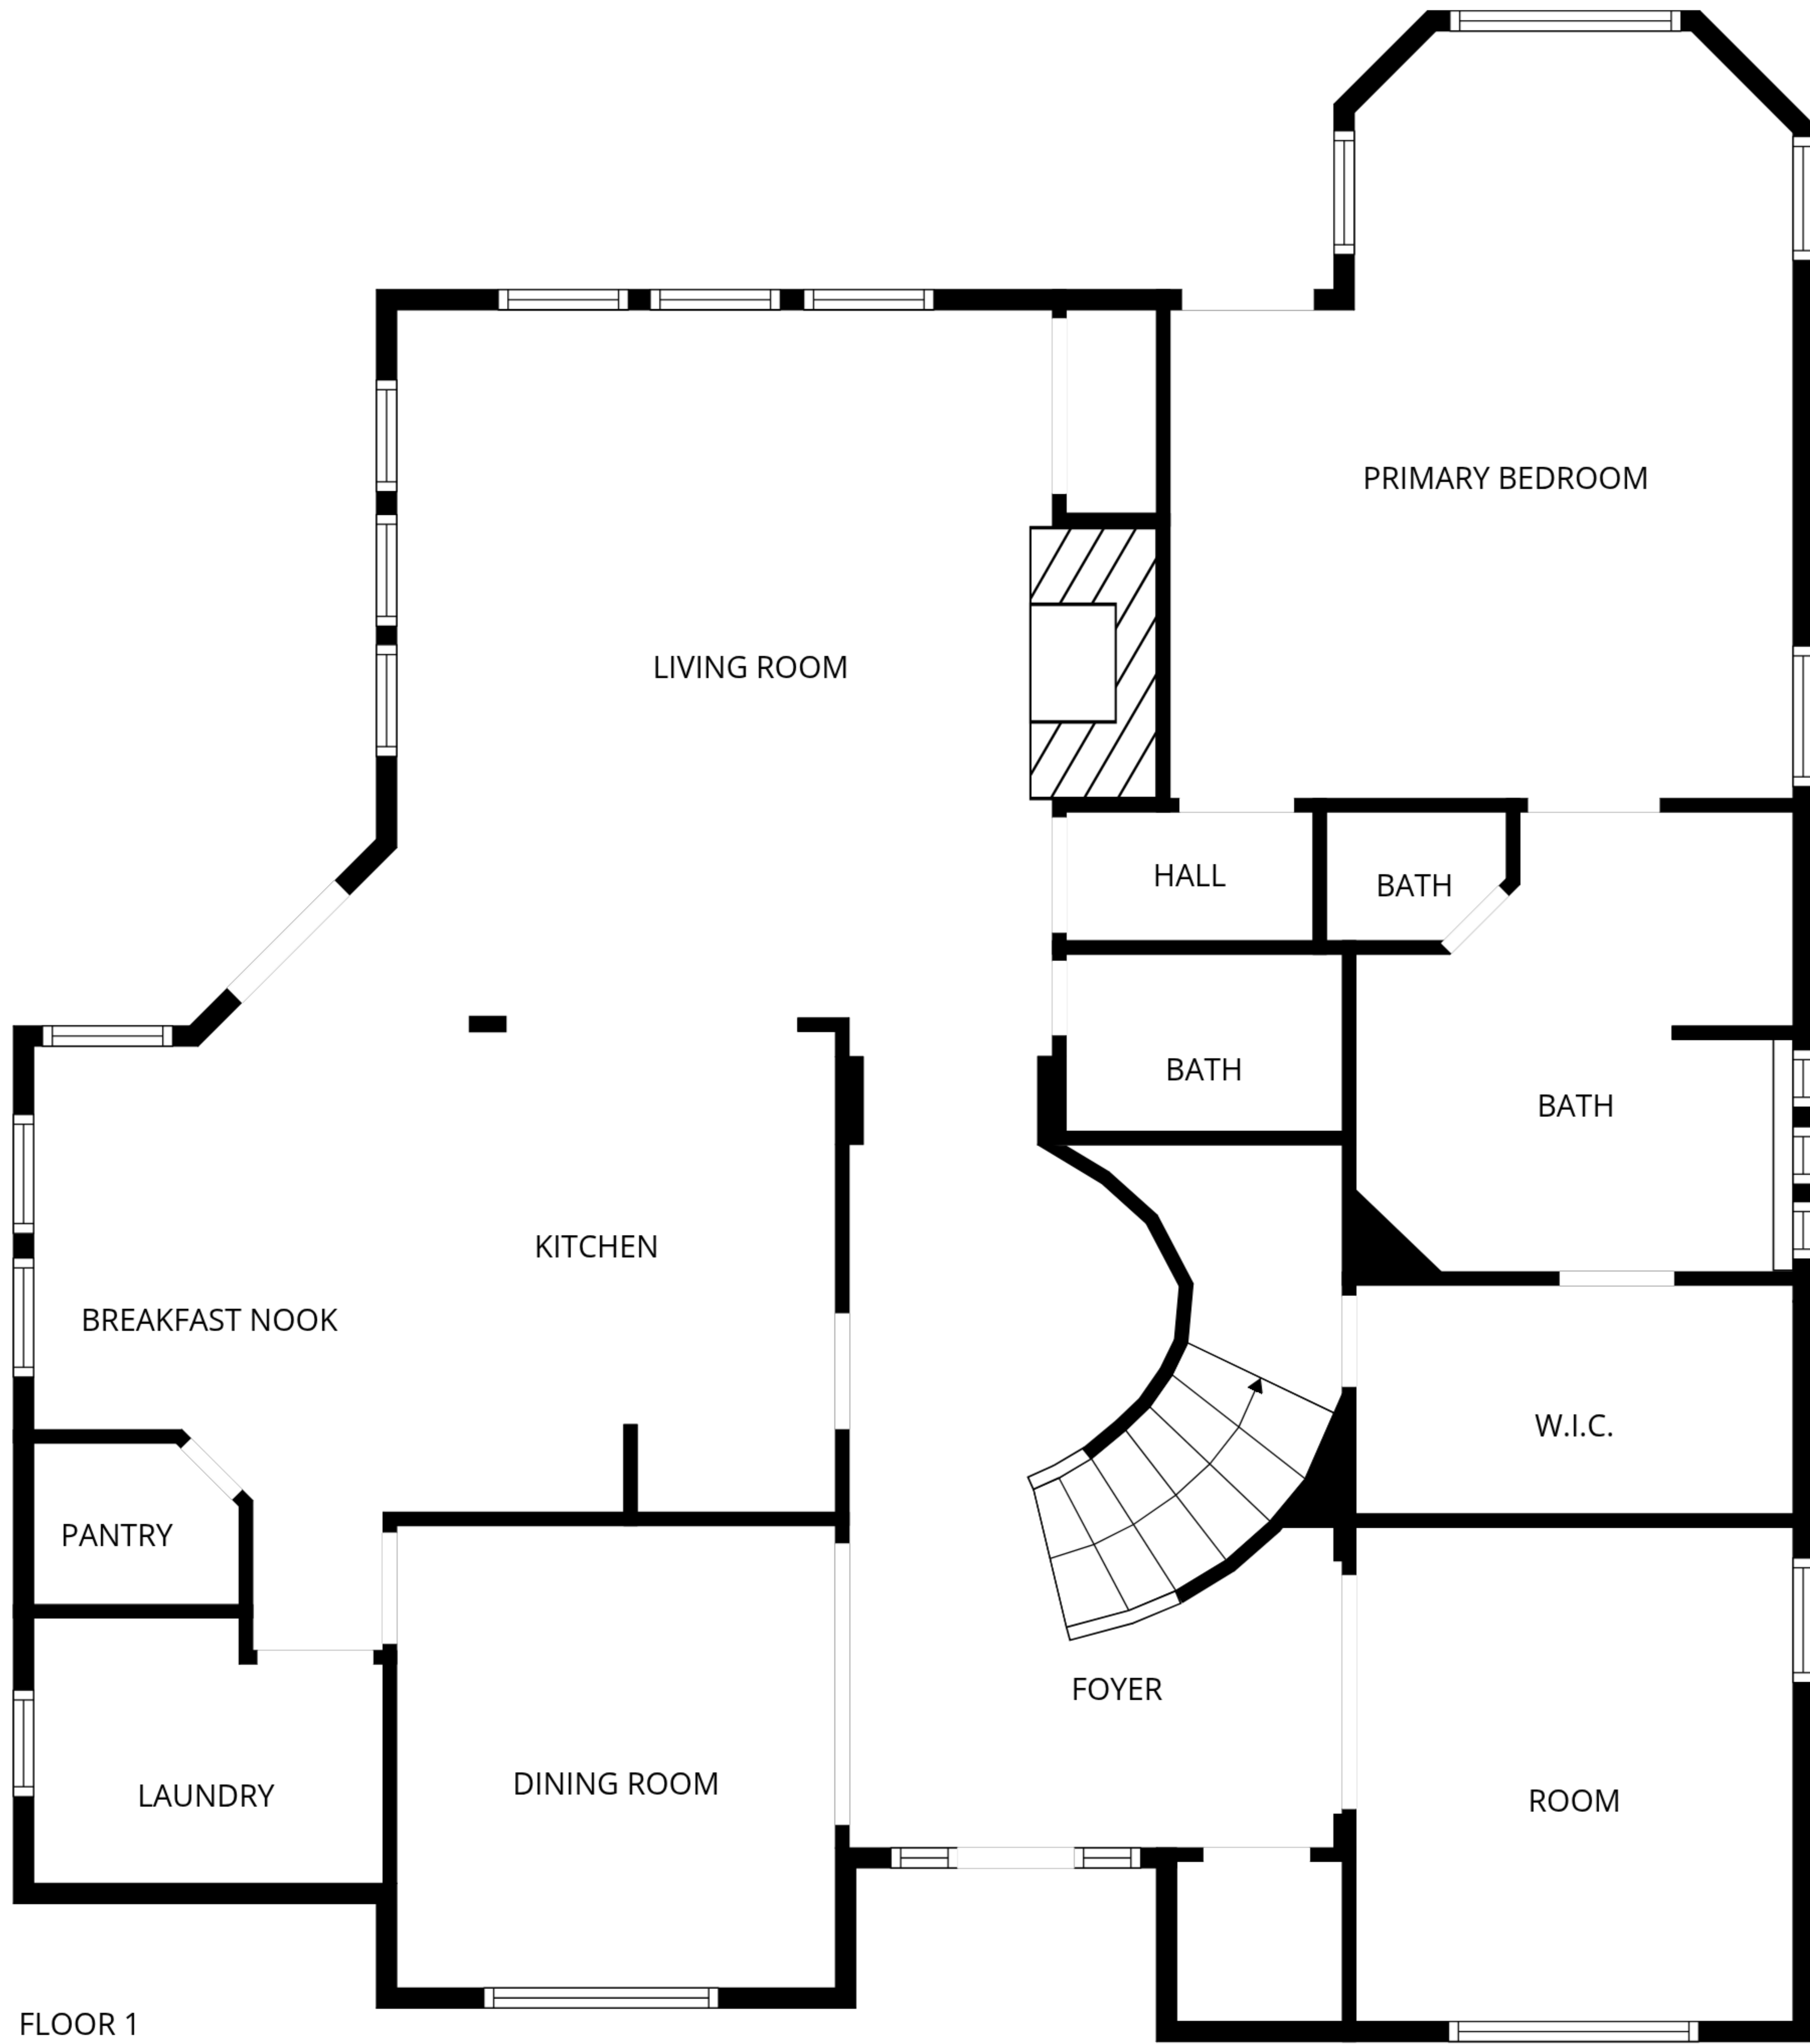 PRIMARY BEDROOM
LIVING ROOM
HALL
BATH
BATH
BATH
KITCHEN
BREAKFAST NOOK
W.I.C.
PANTRY
FOYER
DINING ROOM
LAUNDRY
ROOM
FLOOR 1